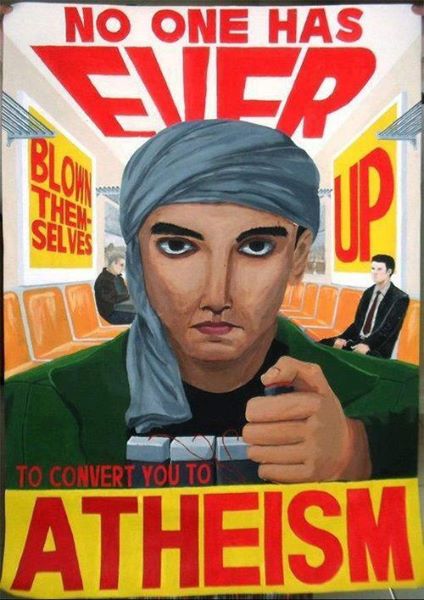 NO ONE HAS
EVER
BLOWN
THEM-
SELVES
UP
TO CONVERT YOU TO
ATHEISM